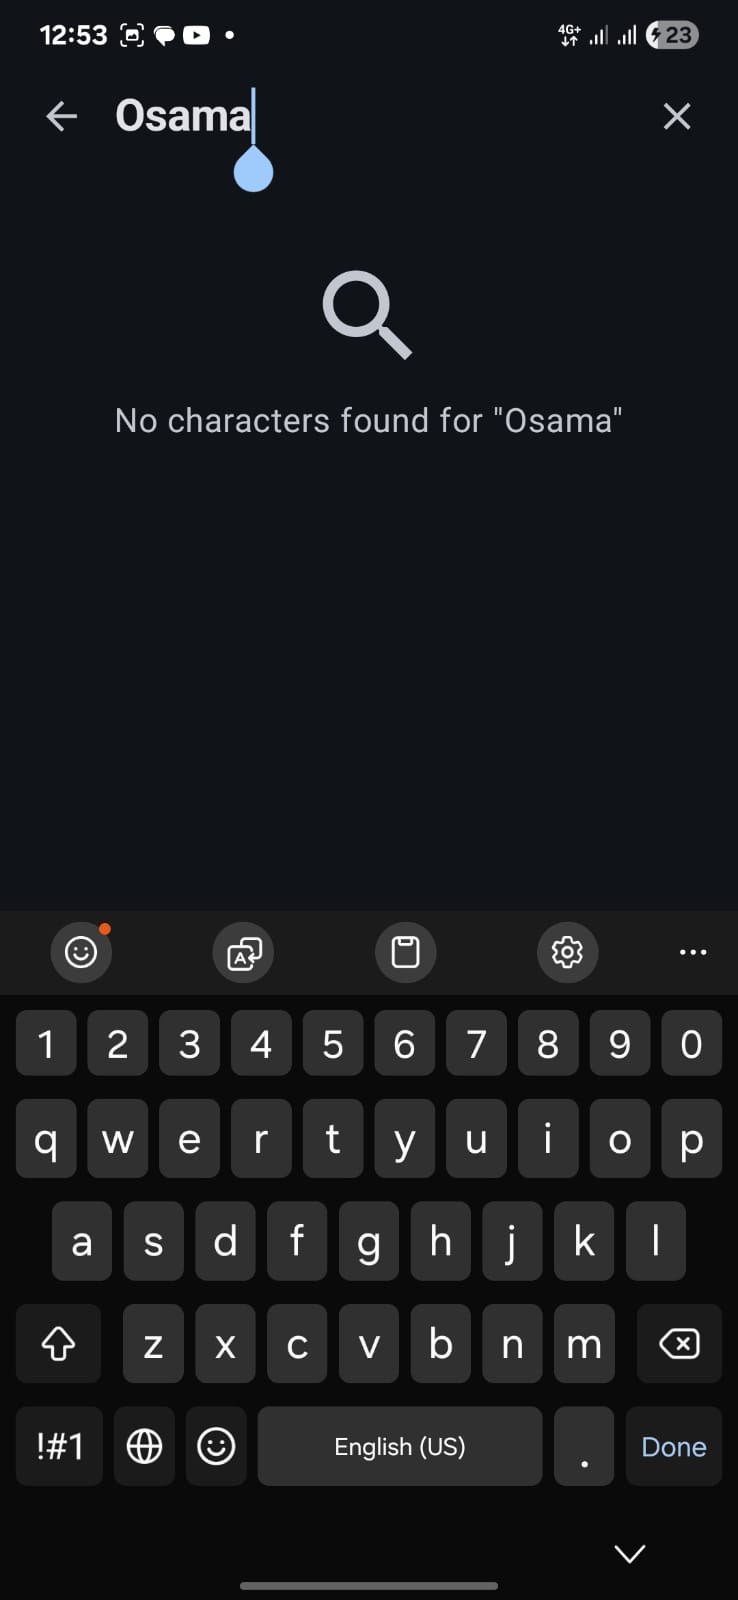 12:53
4G+
23
Osama
No characters found for "Osama"
1 2 3 4 5 6 7 8 9 0
q w e r t y u i o p
a s d f g h j k l
z x c v b n m
!#1 English (US) . Done